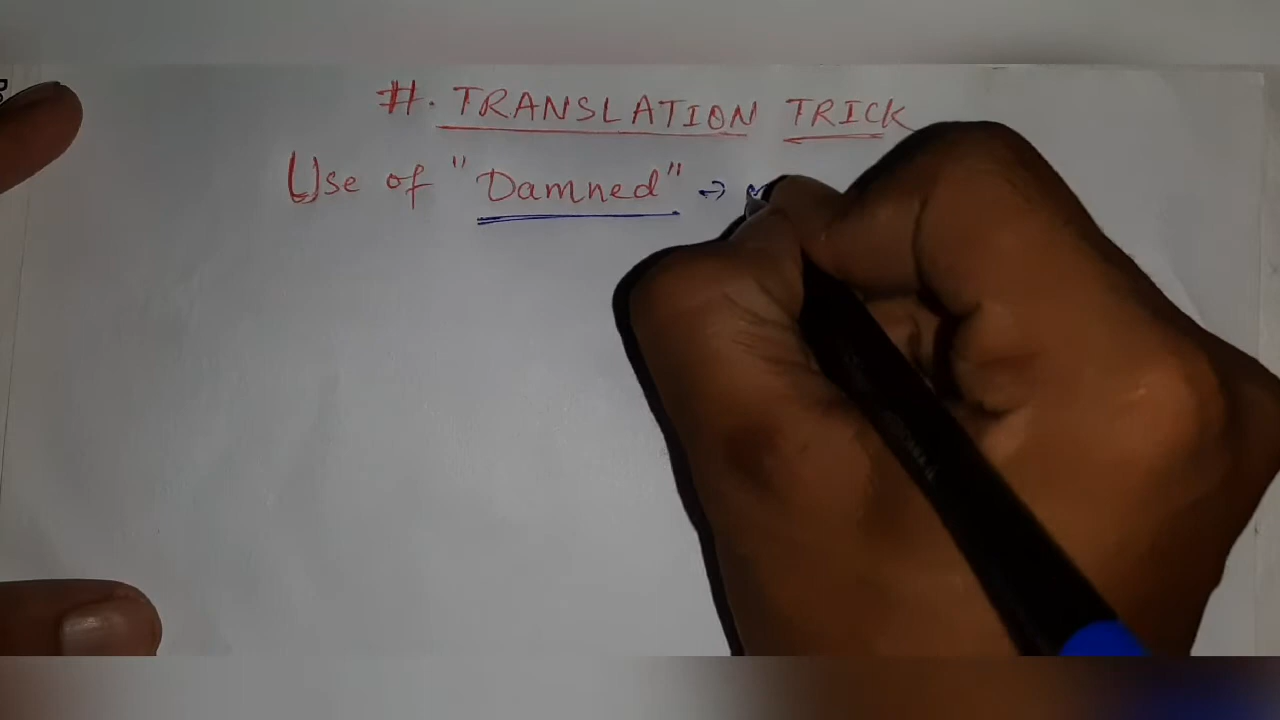 #. TRANSLATION TRICK
Use of "Damned" →